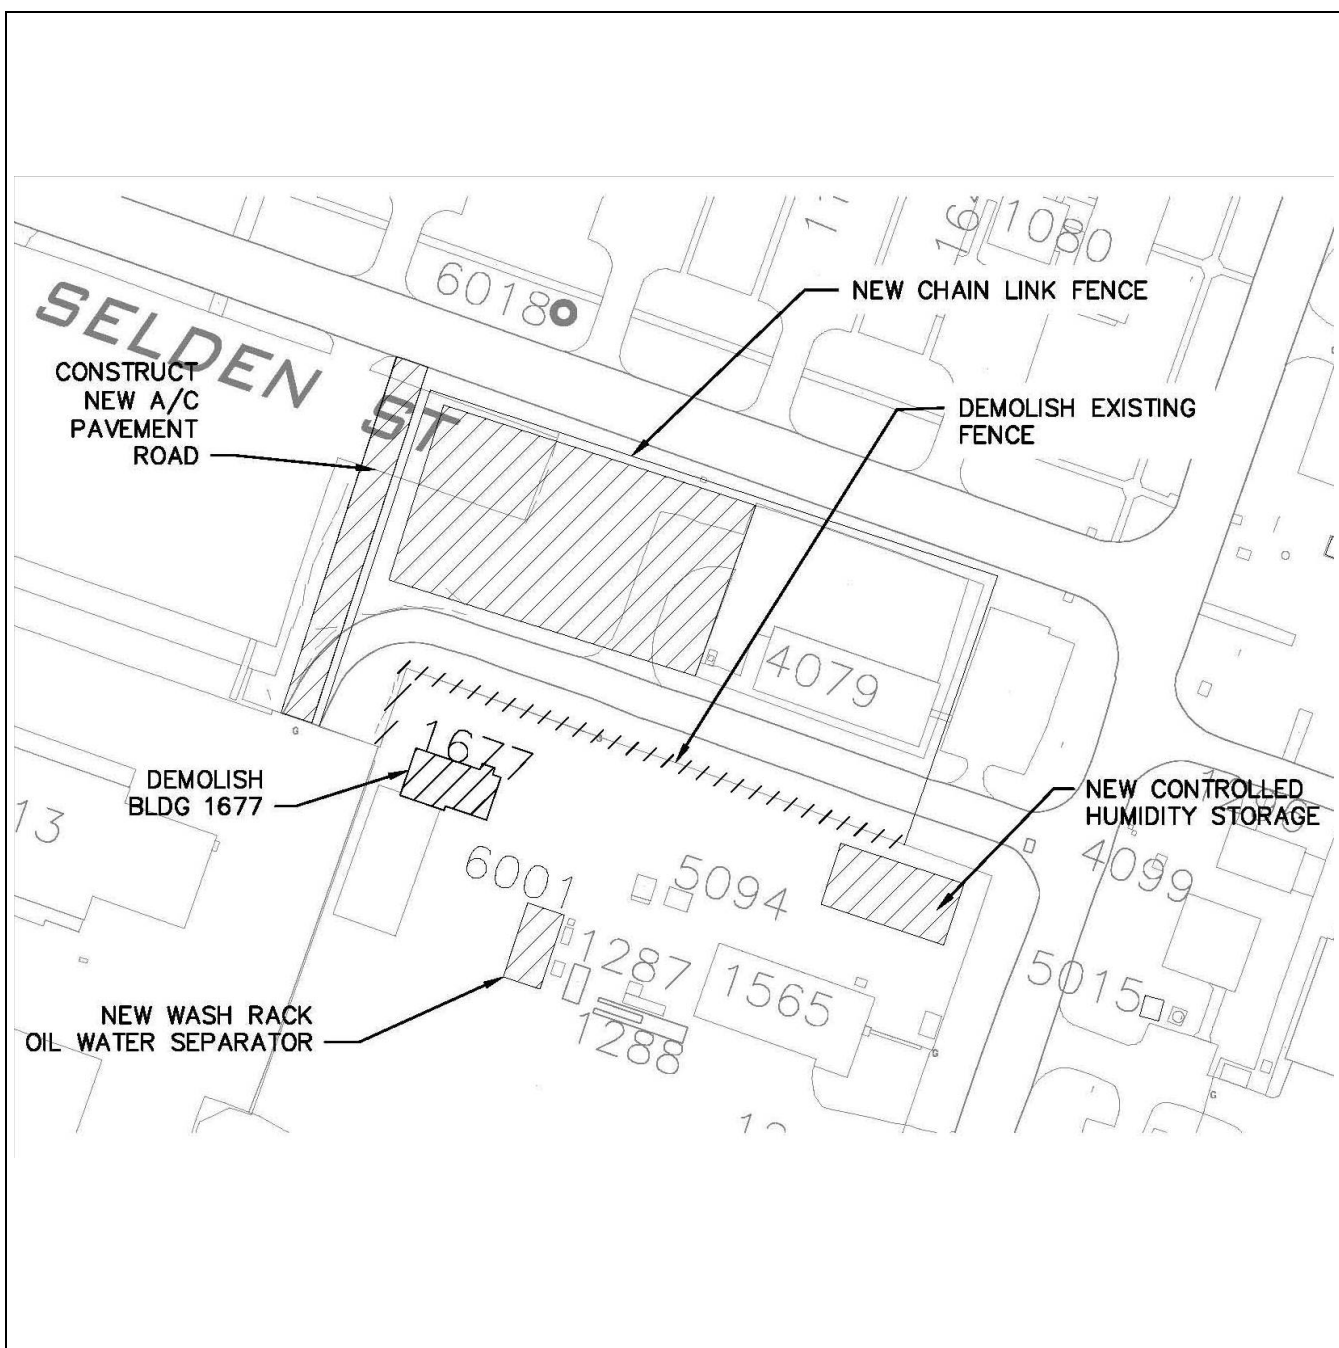 1080
6018
NEW CHAIN LINK FENCE
SELDEN ST
CONSTRUCT
NEW A/C
PAVEMENT
ROAD
DEMOLISH EXISTING
FENCE
4079
1677
DEMOLISH
BLDG 1677
NEW CONTROLLED
HUMIDITY STORAGE
13
4099
6001
5094
1287
1565
5015
NEW WASH RACK
OIL WATER SEPARATOR
1288
G
G
G